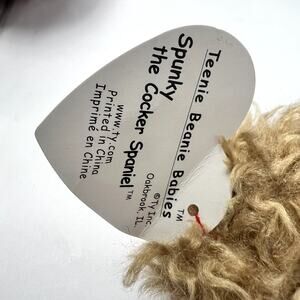 Teenie Beanie Babies™
Spunky
the Cocker Spaniel™
©Ty Inc.
Oakbrook, IL.
www.ty.com
Printed in China
Imprimé en Chine